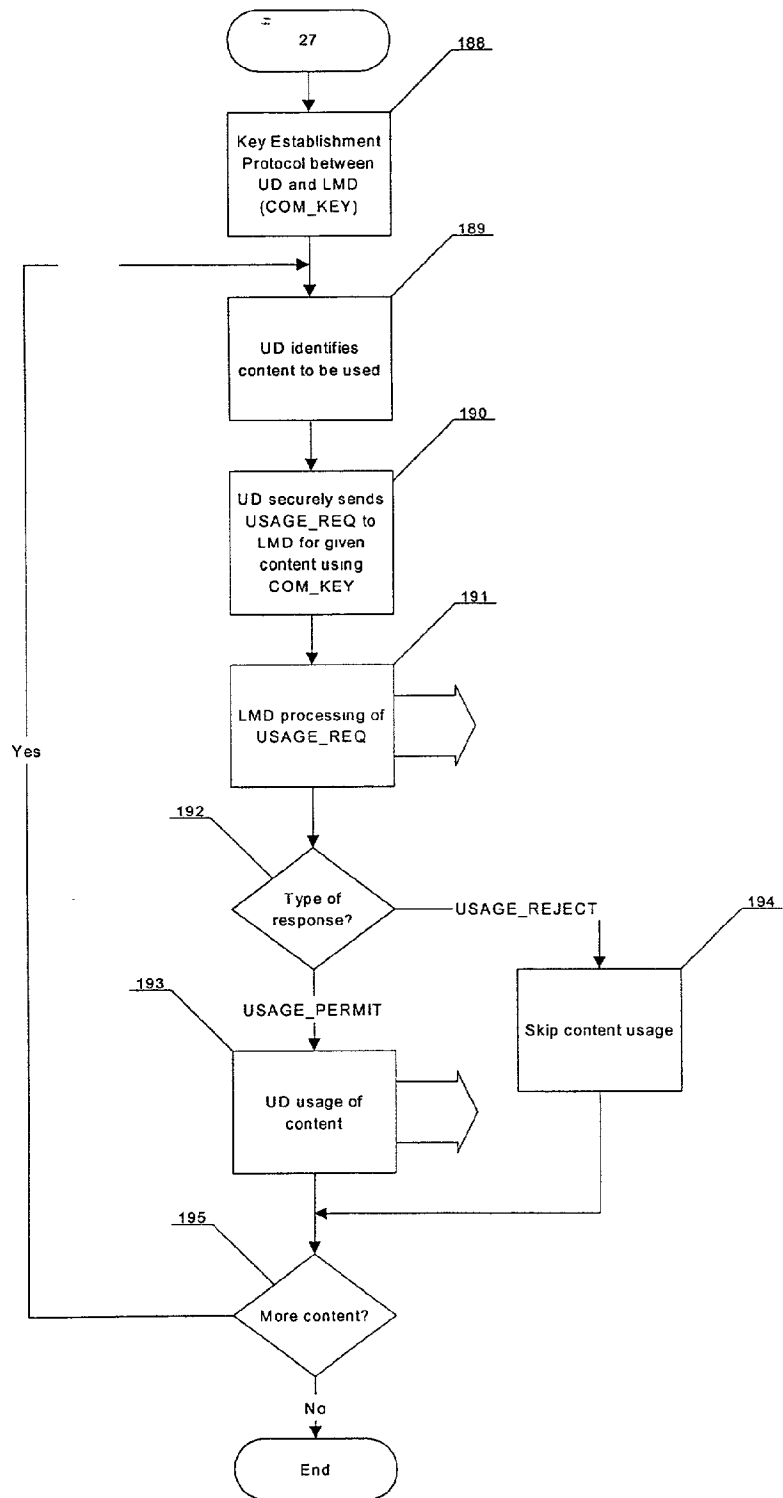 27
188
Key Establishment
Protocol between
UD and LMD
(COM_KEY)
189
UD identifies
content to be used
190
UD securely sends
USAGE_REQ to
LMD for given
content using
COM_KEY
191
LMD processing of
USAGE_REQ
Yes
192
Type of
response?
USAGE_REJECT
194
193
USAGE_PERMIT
Skip content usage
UD usage of
content
195
More content?
No
End